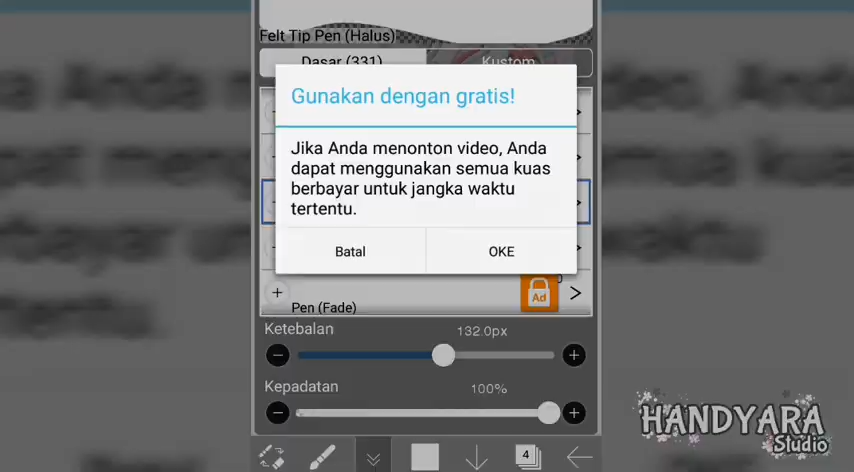 Felt Tip Pen (Halus)
Dasar (331)
Kustom
Gunakan dengan gratis!
Jika Anda menonton video, Anda
dapat menggunakan semua kuas
berbayar untuk jangka waktu
tertentu.
Batal
OKE
Ad
Pen (Fade)
Ketebalan
132.0px
Kepadatan
100%
4
HANDYARA
Studio